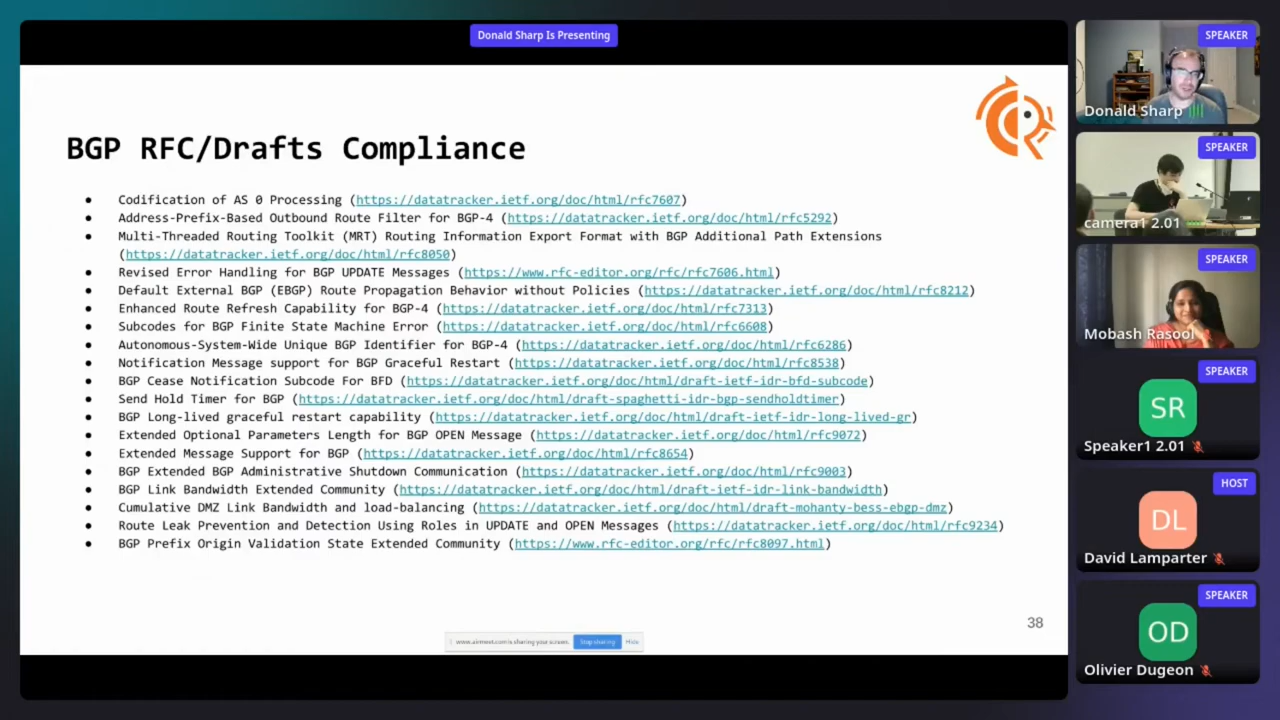 Donald Sharp Is Presenting
BGP RFC/Drafts Compliance
● Codification of AS 0 Processing (https://datatracker.ietf.org/doc/html/rfc7607)
● Address-Prefix-Based Outbound Route Filter for BGP-4 (https://datatracker.ietf.org/doc/html/rfc5292)
● Multi-Threaded Routing Toolkit (MRT) Routing Information Export Format with BGP Additional Path Extensions
(https://datatracker.ietf.org/doc/html/rfc8050)
● Revised Error Handling for BGP UPDATE Messages (https://www.rfc-editor.org/rfc/rfc7606.html)
● Default External BGP (EBGP) Route Propagation Behavior without Policies (https://datatracker.ietf.org/doc/html/rfc8212)
● Enhanced Route Refresh Capability for BGP-4 (https://datatracker.ietf.org/doc/html/rfc7313)
● Subcodes for BGP Finite State Machine Error (https://datatracker.ietf.org/doc/html/rfc6608)
● Autonomous-System-Wide Unique BGP Identifier for BGP-4 (https://datatracker.ietf.org/doc/html/rfc6286)
● Notification Message support for BGP Graceful Restart (https://datatracker.ietf.org/doc/html/rfc8538)
● BGP Cease Notification Subcode For BFD (https://datatracker.ietf.org/doc/html/draft-ietf-idr-bfd-subcode)
● Send Hold Timer for BGP (https://datatracker.ietf.org/doc/html/draft-spaghetti-idr-bgp-sendholdtimer)
● BGP Long-lived graceful restart capability (https://datatracker.ietf.org/doc/html/draft-ietf-idr-long-lived-gr)
● Extended Optional Parameters Length for BGP OPEN Message (https://datatracker.ietf.org/doc/html/rfc9072)
● Extended Message Support for BGP (https://datatracker.ietf.org/doc/html/rfc8654)
● BGP Extended BGP Administrative Shutdown Communication (https://datatracker.ietf.org/doc/html/rfc9003)
● BGP Link Bandwidth Extended Community (https://datatracker.ietf.org/doc/html/draft-ietf-idr-link-bandwidth)
● Cumulative DMZ Link Bandwidth and load-balancing (https://datatracker.ietf.org/doc/html/draft-mohanty-bess-ebgp-dmz)
● Route Leak Prevention and Detection Using Roles in UPDATE and OPEN Messages (https://datatracker.ietf.org/doc/html/rfc9234)
● BGP Prefix Origin Validation State Extended Community (https://www.rfc-editor.org/rfc/rfc8097.html)
38
www.airmeet.com is sharing your screen. Stop sharing Hide
SPEAKER
Donald Sharp
SPEAKER
camera1 2.01
SPEAKER
Mobash Rasool
SPEAKER
SR
Speaker1 2.01
HOST
DL
David Lamparter
SPEAKER
OD
Olivier Dugeon